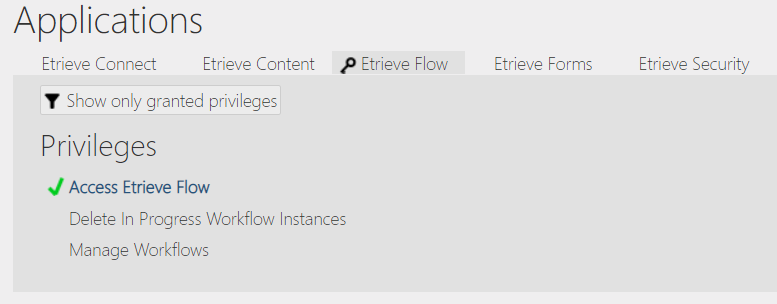 Applications
Etrieve Connect Etrieve Content Etrieve Flow Etrieve Forms Etrieve Security
Show only granted privileges
Privileges
Access Etrieve Flow
Delete In Progress Workflow Instances
Manage Workflows